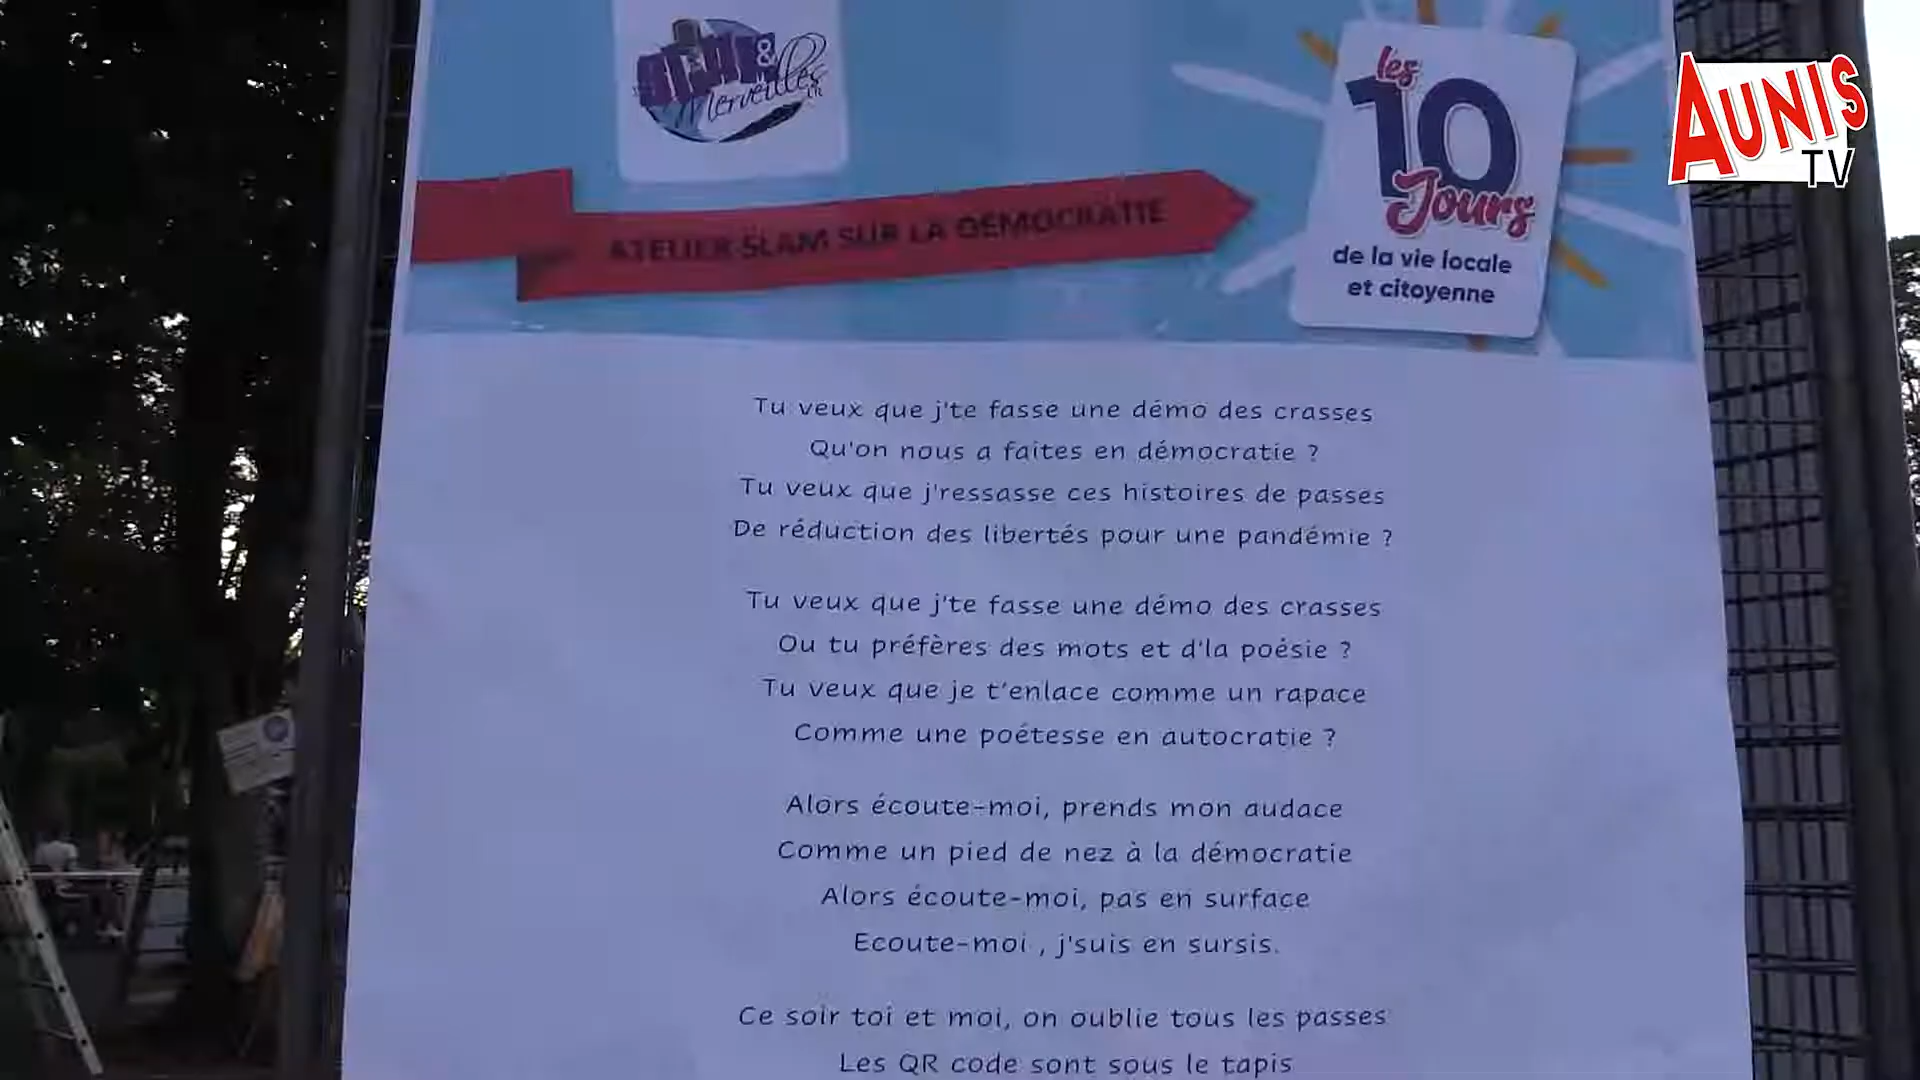 &
Merveilles
les
10
Jours
de la vie locale
et citoyenne
AUNIS
TV
ATELIER SLAM SUR LA DÉMOCRATIE
Tu veux que j'te fasse une démo des crasses
Qu'on nous a faites en démocratie ?
Tu veux que j'ressasse ces histoires de passes
De réduction des libertés pour une pandémie ?
Tu veux que j'te fasse une démo des crasses
Ou tu préfères des mots et d'la poésie ?
Tu veux que je t'enlace comme un rapace
Comme une poétesse en autocratie ?
Alors écoute-moi, prends mon audace
Comme un pied de nez à la démocratie
Alors écoute-moi, pas en surface
Ecoute-moi , j'suis en sursis.
Ce soir toi et moi, on oublie tous les passes
Les QR code sont sous le tapis